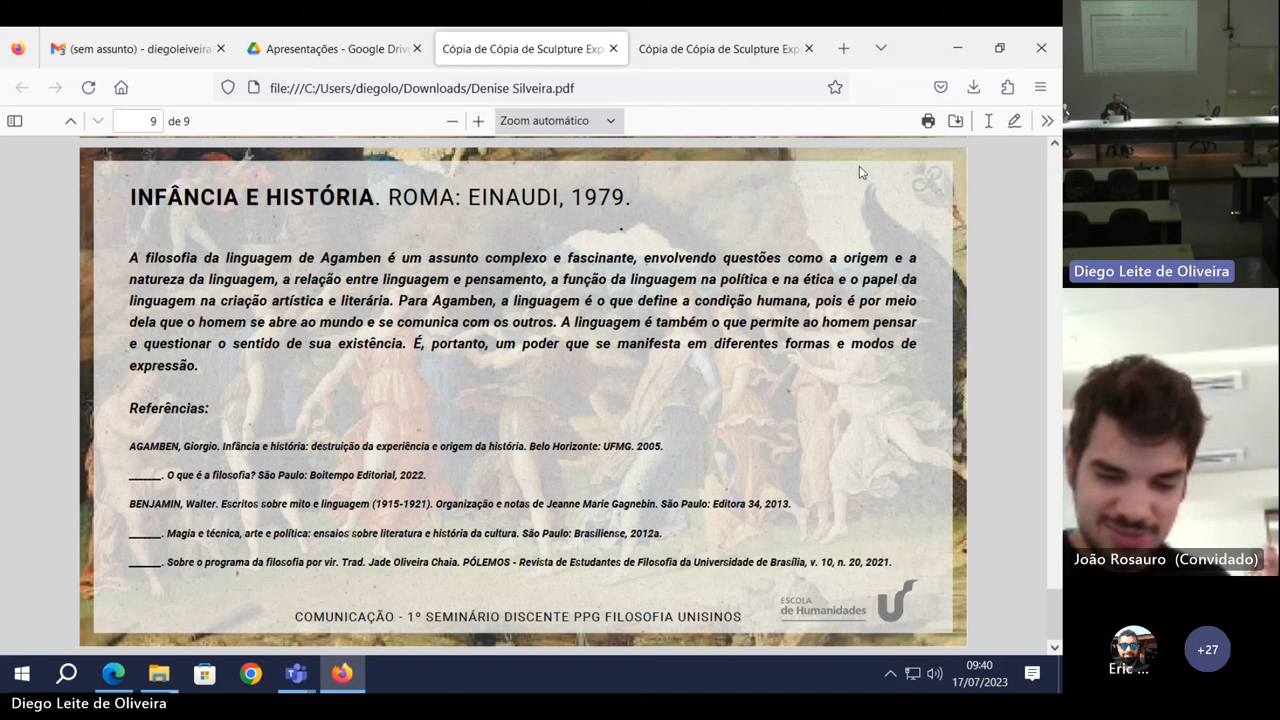 (sem assunto) - diegoleiveira
Apresentações - Google Drive
Cópia de Cópia de Sculpture Exp
Cópia de Cópia de Sculpture Exp
file:///C:/Users/diegolo/Downloads/Denise Silveira.pdf
9 de 9
Zoom automático
INFÂNCIA E HISTÓRIA. ROMA: EINAUDI, 1979.
A filosofia da linguagem de Agamben é um assunto complexo e fascinante, envolvendo questões como a origem e a
natureza da linguagem, a relação entre linguagem e pensamento, a função da linguagem na política e na ética e o papel da
linguagem na criação artística e literária. Para Agamben, a linguagem é o que define a condição humana, pois é por meio
dela que o homem se abre ao mundo e se comunica com os outros. A linguagem é também o que permite ao homem pensar
e questionar o sentido de sua existência. É, portanto, um poder que se manifesta em diferentes formas e modos de
expressão.
Referências:
AGAMBEN, Giorgio. Infância e história: destruição da experiência e origem da história. Belo Horizonte: UFMG. 2005.
______. O que é a filosofia? São Paulo: Boitempo Editorial, 2022.
BENJAMIN, Walter. Escritos sobre mito e linguagem (1915-1921). Organização e notas de Jeanne Marie Gagnebin. São Paulo: Editora 34, 2013.
______. Magia e técnica, arte e política: ensaios sobre literatura e história da cultura. São Paulo: Brasiliense, 2012a.
______. Sobre o programa da filosofia por vir. Trad. Jade Oliveira Chaia. PÓLEMOS - Revista de Estudantes de Filosofia da Universidade de Brasília, v. 10, n. 20, 2021.
ESCOLA
de Humanidades
COMUNICAÇÃO - 1º SEMINÁRIO DISCENTE PPG FILOSOFIA UNISINOS
09:40
17/07/2023
Diego Leite de Oliveira
Diego Leite de Oliveira
João Rosauro (Convidado)
Eric ...
+27